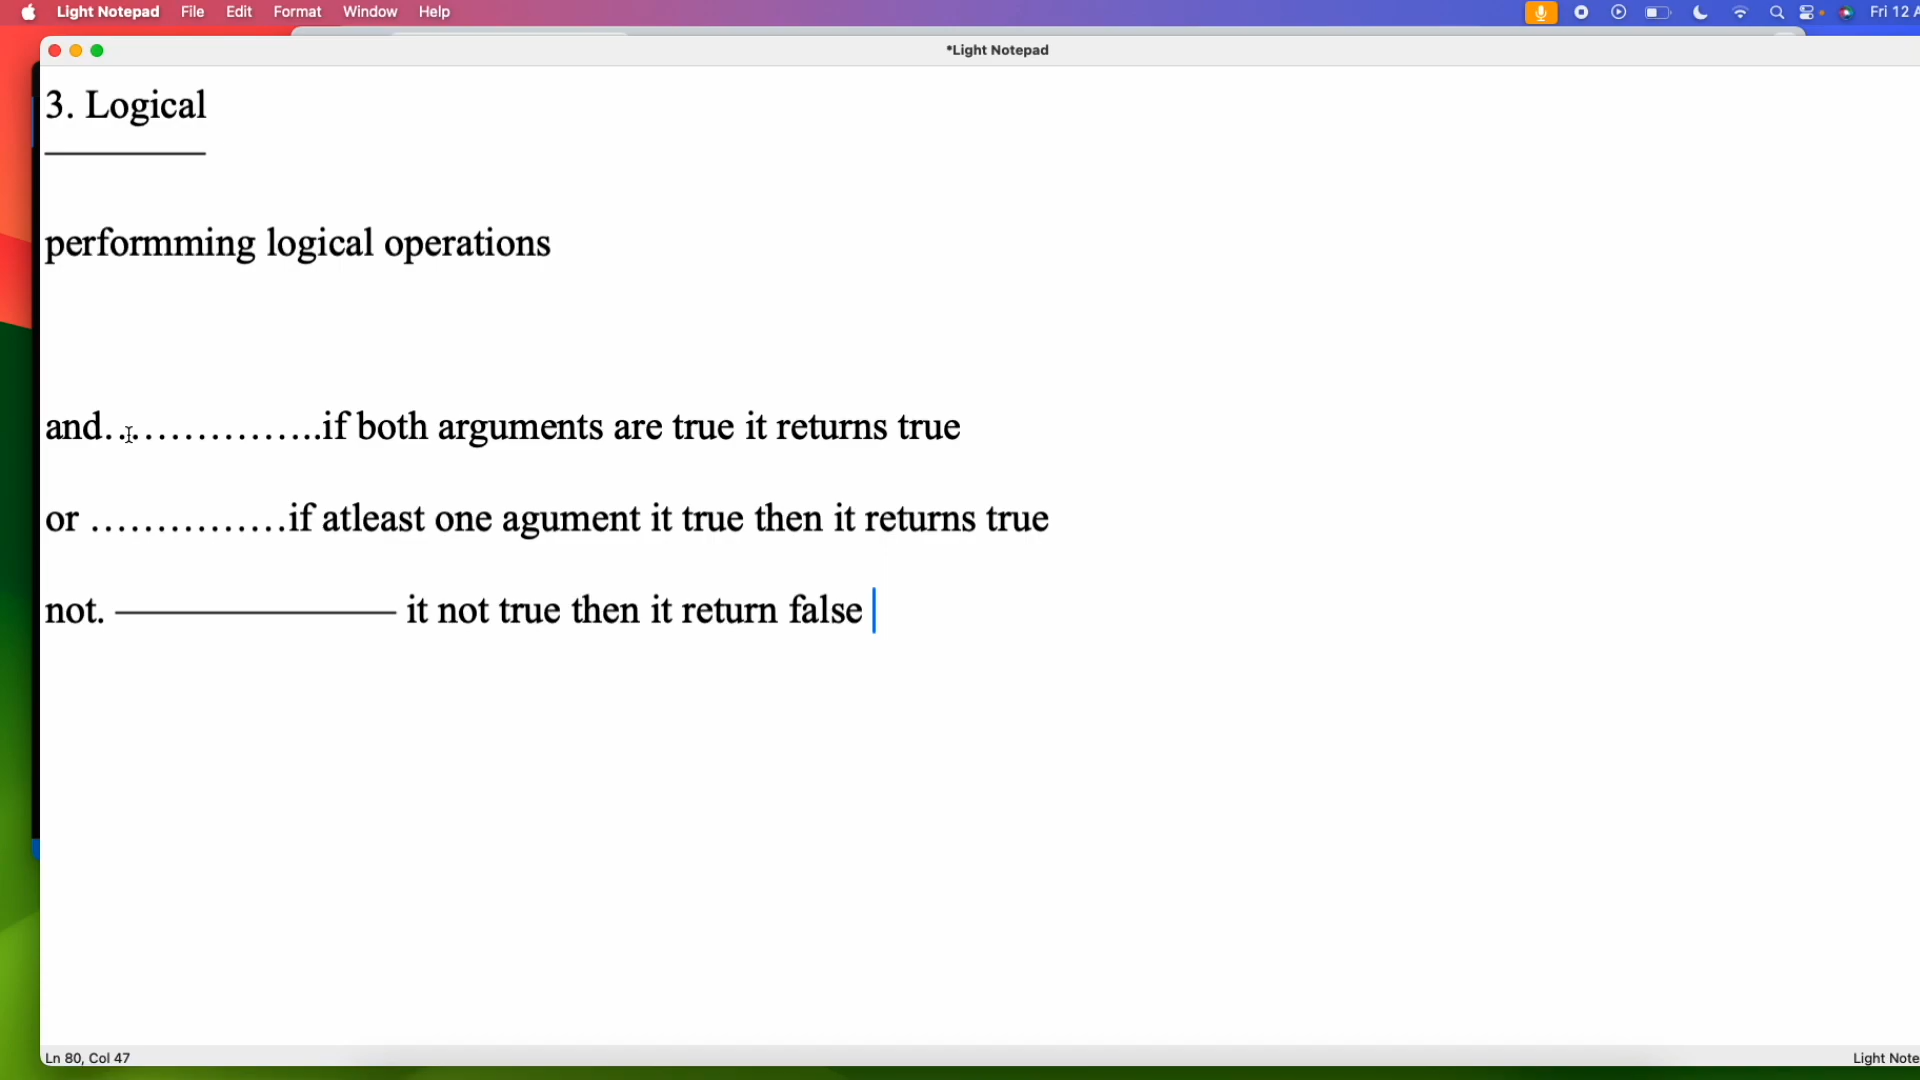 Light Notepad File Edit Format Window Help Fri 12 A
*Light Notepad
3. Logical
—————
performming logical operations
and……………….if both arguments are true it returns true
or ……………if atleast one agument it true then it returns true
not. ————————— it not true then it return false
Ln 80, Col 47 Light Note